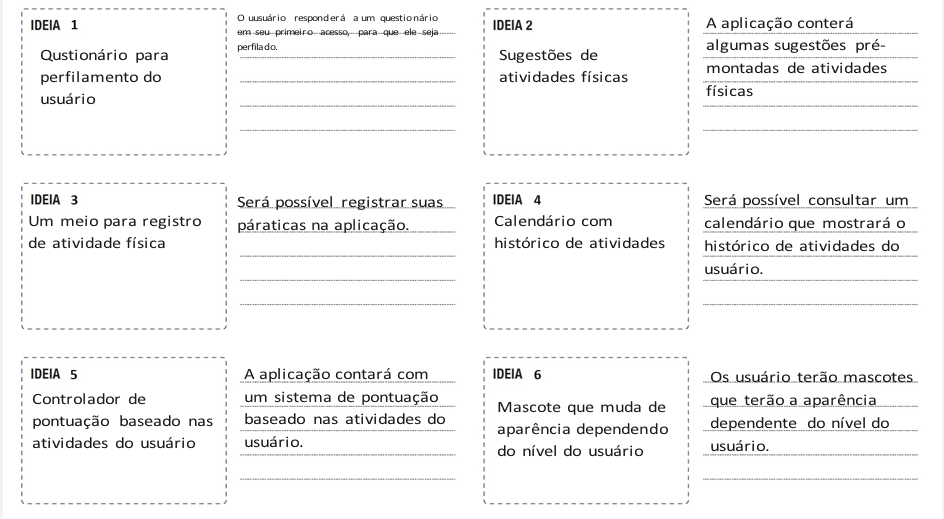 IDEIA 1
Qustionário para
perfilamento do
usuário
O uusuário responderá a um questionário
em seu primeiro acesso, para que ele seja
perfilado.
IDEIA 2
Sugestões de
atividades físicas
A aplicação conterá
algumas sugestões pré-
montadas de atividades
físicas
IDEIA 3
Um meio para registro
de atividade física
Será possível registrar suas
páraticas na aplicação.
IDEIA 4
Calendário com
histórico de atividades
Será possível consultar um
calendário que mostrará o
histórico de atividades do
usuário.
IDEIA 5
Controlador de
pontuação baseado nas
atividades do usuário
A aplicação contará com
um sistema de pontuação
baseado nas atividades do
usuário.
IDEIA 6
Mascote que muda de
aparência dependendo
do nível do usuário
Os usuário terão mascotes
que terão a aparência
dependente do nível do
usuário.